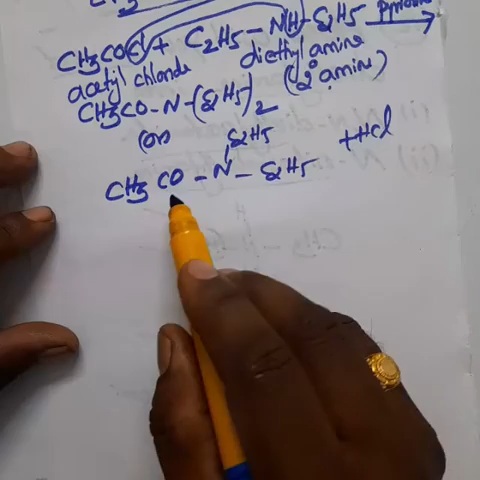 CH3
CH3COCl + C2H5 - N(H) - C2H5 Pyridine
acetyl chloride diethyl amine
(2° amine)
CH3CO - N - (C2H5)2
(or)
C2H5 + HCl
CH3 CO - N - C2H5